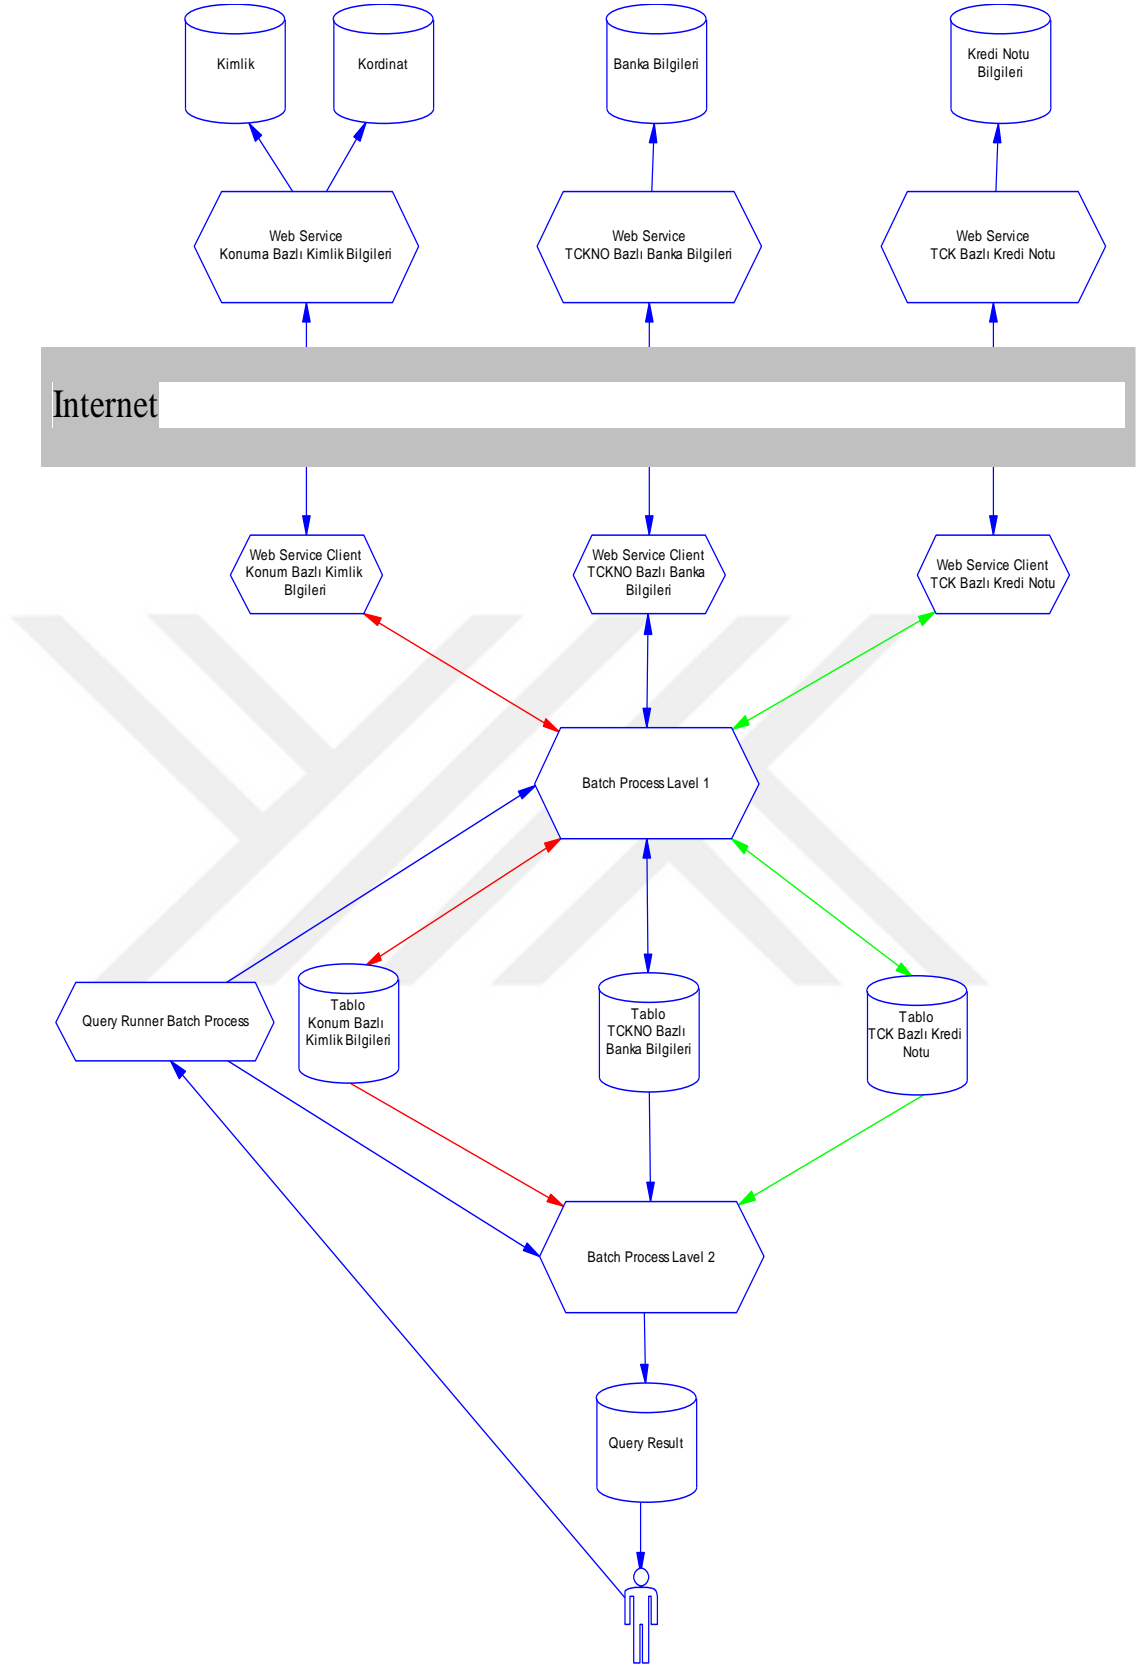 Kimlik
Kordinat
Banka Bilgileri
Kredi Notu
Bilgileri
Web Service
Konuma Bazlı Kimlik Bilgileri
Web Service
TCKNO Bazlı Banka Bilgileri
Web Service
TCK Bazlı Kredi Notu
Internet
Web Service Client
Konum Bazlı Kimlik
BIgileri
Web Service Client
TCKNO Bazlı Banka
Bilgileri
Web Service Client
TCK Bazlı Kredi Notu
Batch Process Lavel 1
Query Runner Batch Process
Tablo
Konum Bazlı
Kimlik Bilgileri
Tablo
TCKNO Bazlı
Banka Bilgileri
Tablo
TCK Bazlı Kredi
Notu
Batch Process Lavel 2
Query Result